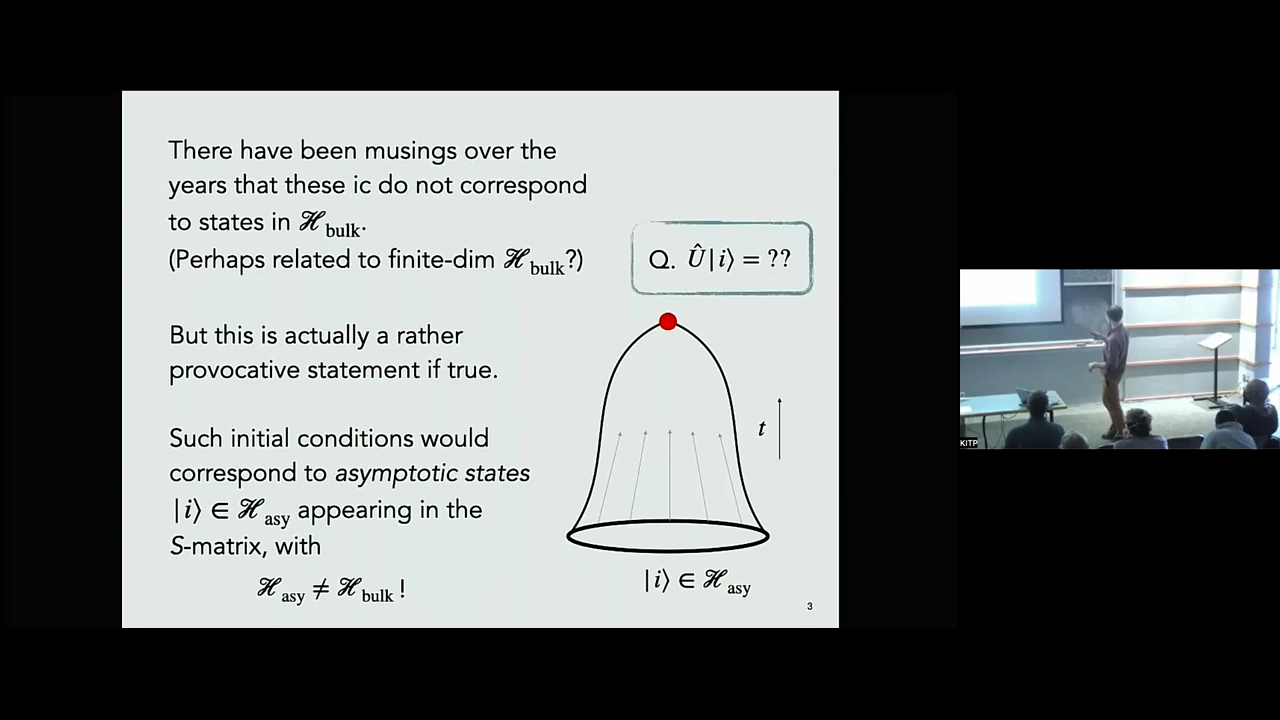 There have been musings over the
years that these ic do not correspond
to states in ℋ_bulk.
(Perhaps related to finite-dim ℋ_bulk?)
But this is actually a rather
provocative statement if true.
Such initial conditions would
correspond to asymptotic states
|i⟩ ∈ ℋ_asy appearing in the
S-matrix, with
ℋ_asy ≠ ℋ_bulk !
Q. Û|i⟩ = ??
t
|i⟩ ∈ ℋ_asy
3
KITP